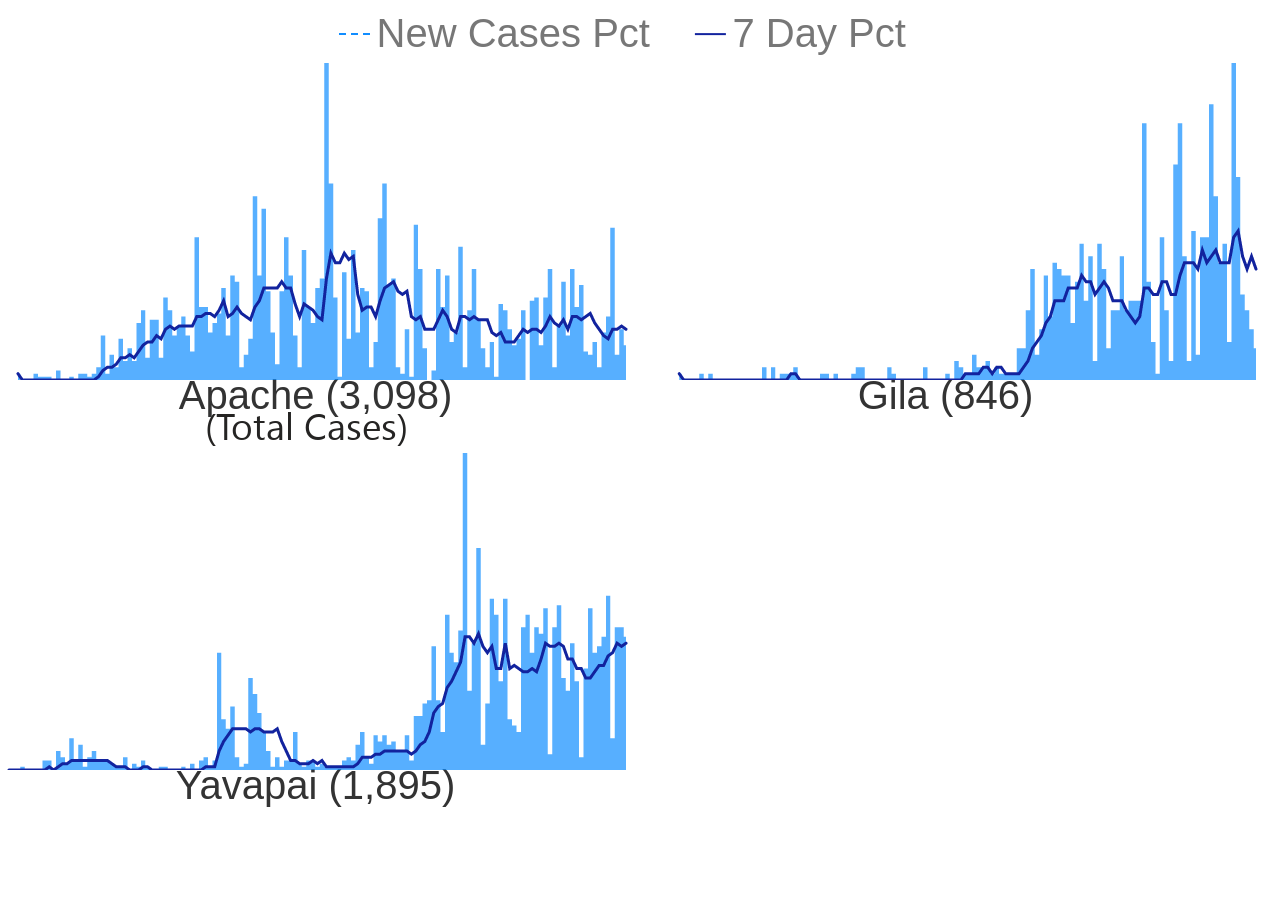 New Cases Pct 7 Day Pct
Apache (3,098) Gila (846)
(Total Cases)
Yavapai (1,895)